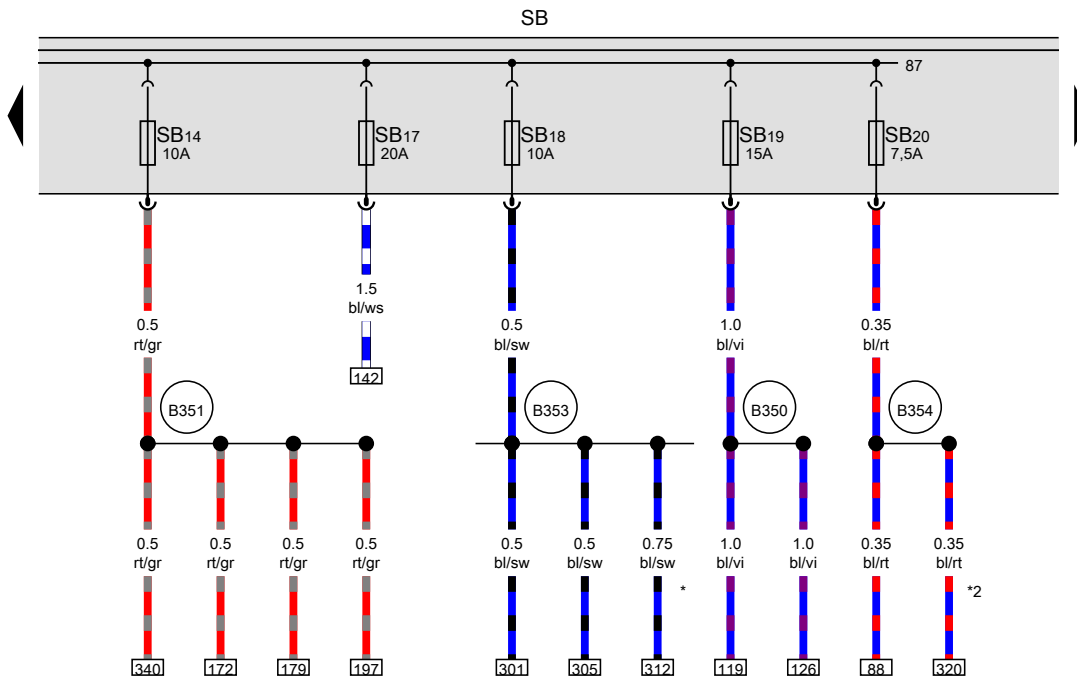 SB
87
SB14 SB17 SB18 SB19 SB20
10A 20A 10A 15A 7,5A
1.5
bl/ws
0.5 0.5 1.0 0.35
rt/gr bl/sw bl/vi bl/rt
142
B351 B353 B350 B354
0.5 0.5 0.5 0.5 0.5 0.5 0.75 1.0 1.0 0.35 0.35
rt/gr rt/gr rt/gr rt/gr bl/sw bl/sw bl/sw bl/vi bl/vi bl/rt bl/rt
* *2
340 172 179 197 301 305 312 119 126 88 320